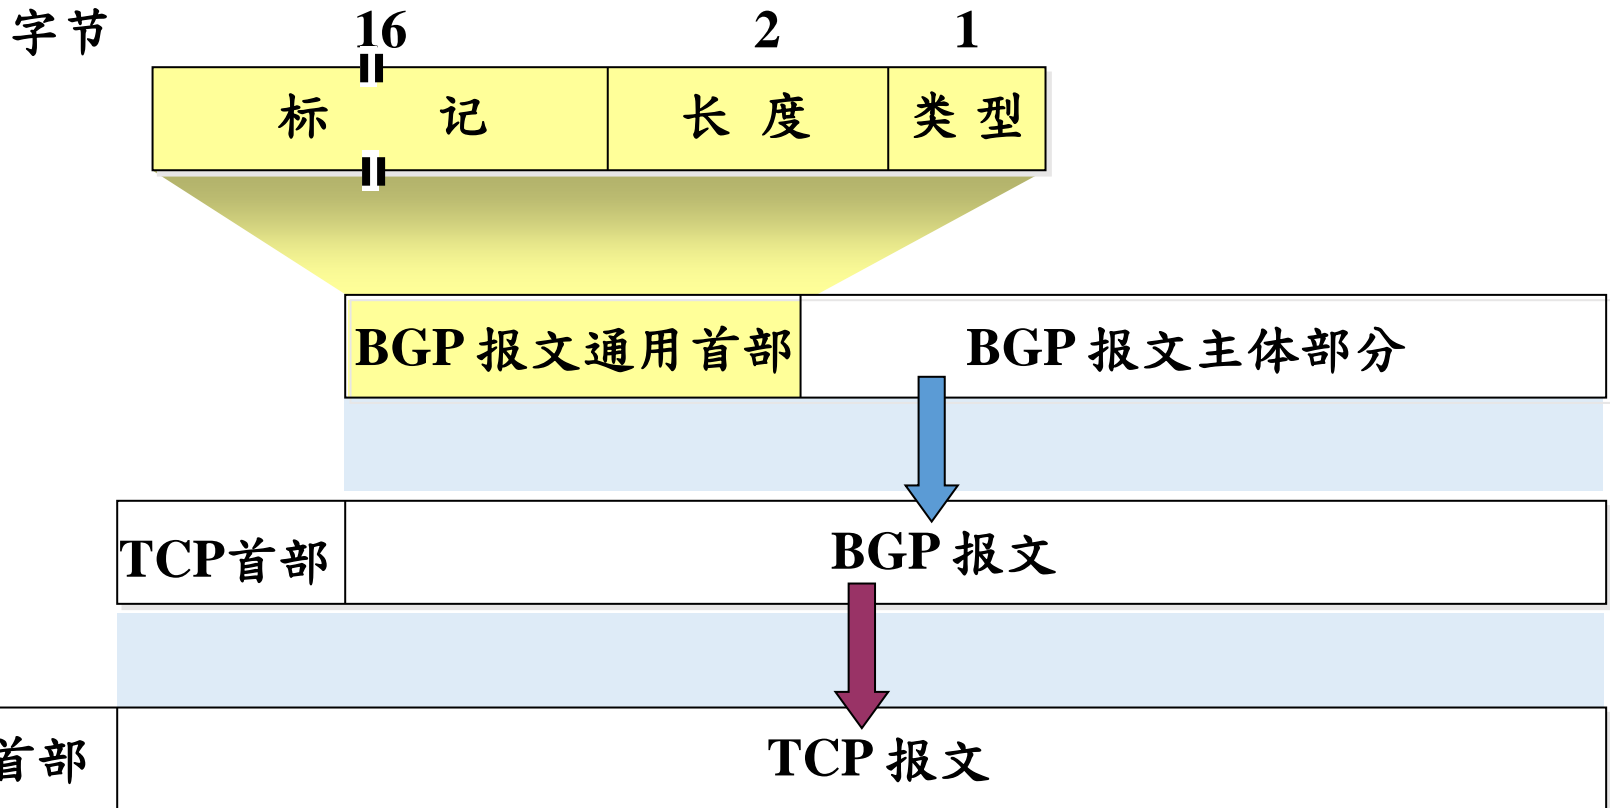 字节 16 2 1
标 记 长 度 类 型
BGP 报文通用首部 BGP 报文主体部分
TCP首部 BGP 报文
首部 TCP 报文